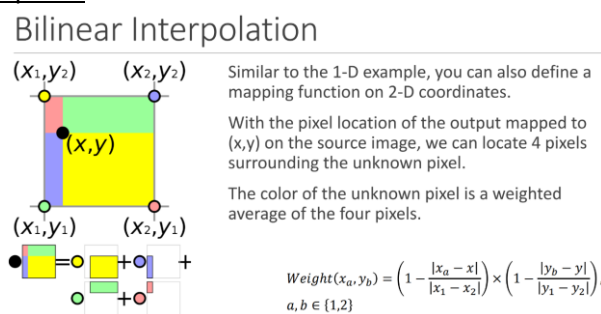 Bilinear Interpolation
(x₁,y₂) (x₂,y₂)
(x,y)
(x₁,y₁) (x₂,y₁)
= + +
+
Similar to the 1-D example, you can also define a
mapping function on 2-D coordinates.
With the pixel location of the output mapped to
(x,y) on the source image, we can locate 4 pixels
surrounding the unknown pixel.
The color of the unknown pixel is a weighted
average of the four pixels.
Weight(xₐ, y_b) = (1 − |xₐ − x| / |x₁ − x₂|) × (1 − |y_b − y| / |y₁ − y₂|),
a, b ∈ {1,2}